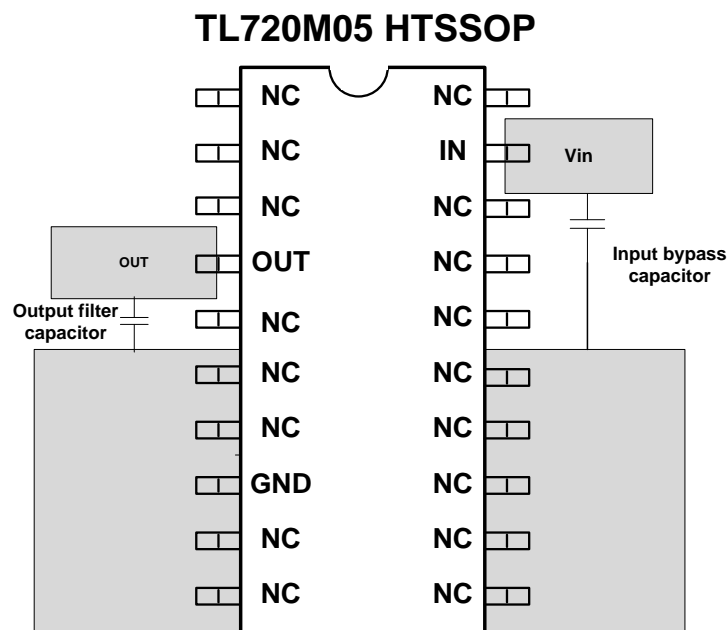 TL720M05 HTSSOP
NC NC
NC IN Vin
NC NC
OUT OUT NC
Input bypass
capacitor
Output filter
capacitor
NC NC
NC NC
NC NC
GND NC
NC NC
NC NC